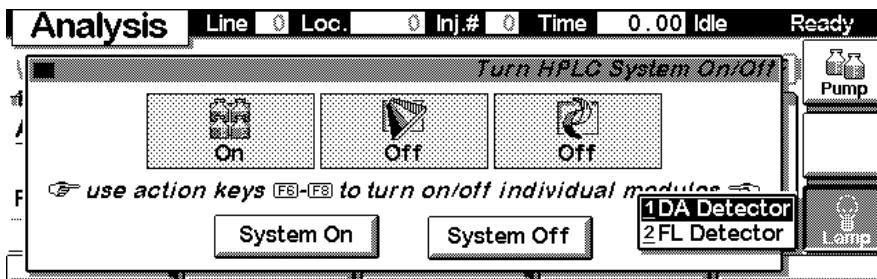 Analysis Line 0 Loc. 0 Inj.# 0 Time 0.00 Idle Ready
Turn HPLC System On/Off
Pump
On Off Off
use action keys F6-F8 to turn on/off individual modules
1 DA Detector
2 FL Detector
System On System Off
Lamp